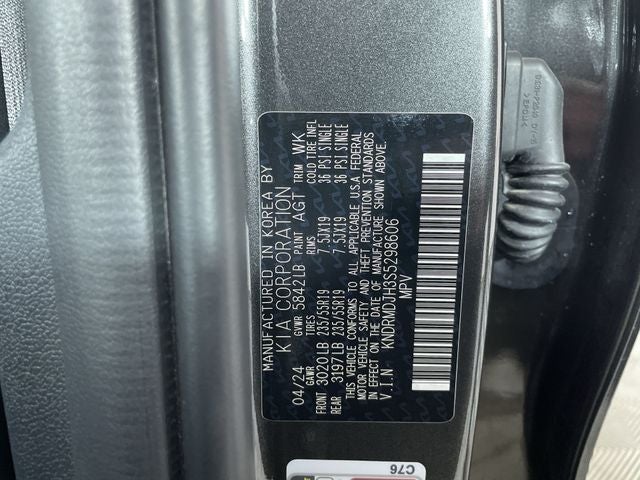 MANUFACTURED IN KOREA BY
KIA CORPORATION
04/24 GVWR 5842LB PAINT AGT TRIM WK
GAWR TIRES RIMS COLD TIRE INFL
FRONT 3020LB 235/55R19 7.5JX19 36 PSI SINGLE
REAR 3197LB 235/55R19 7.5JX19 36 PSI SINGLE
THIS VEHICLE CONFORMS TO ALL APPLICABLE U.S.A FEDERAL
MOTOR VEHICLE SAFETY AND THEFT PREVENTION STANDARDS
IN EFFECT ON THE DATE OF MANUFACTURE SHOWN ABOVE.
V.I.N KNDRMDJH3S5298606
MPV
C76